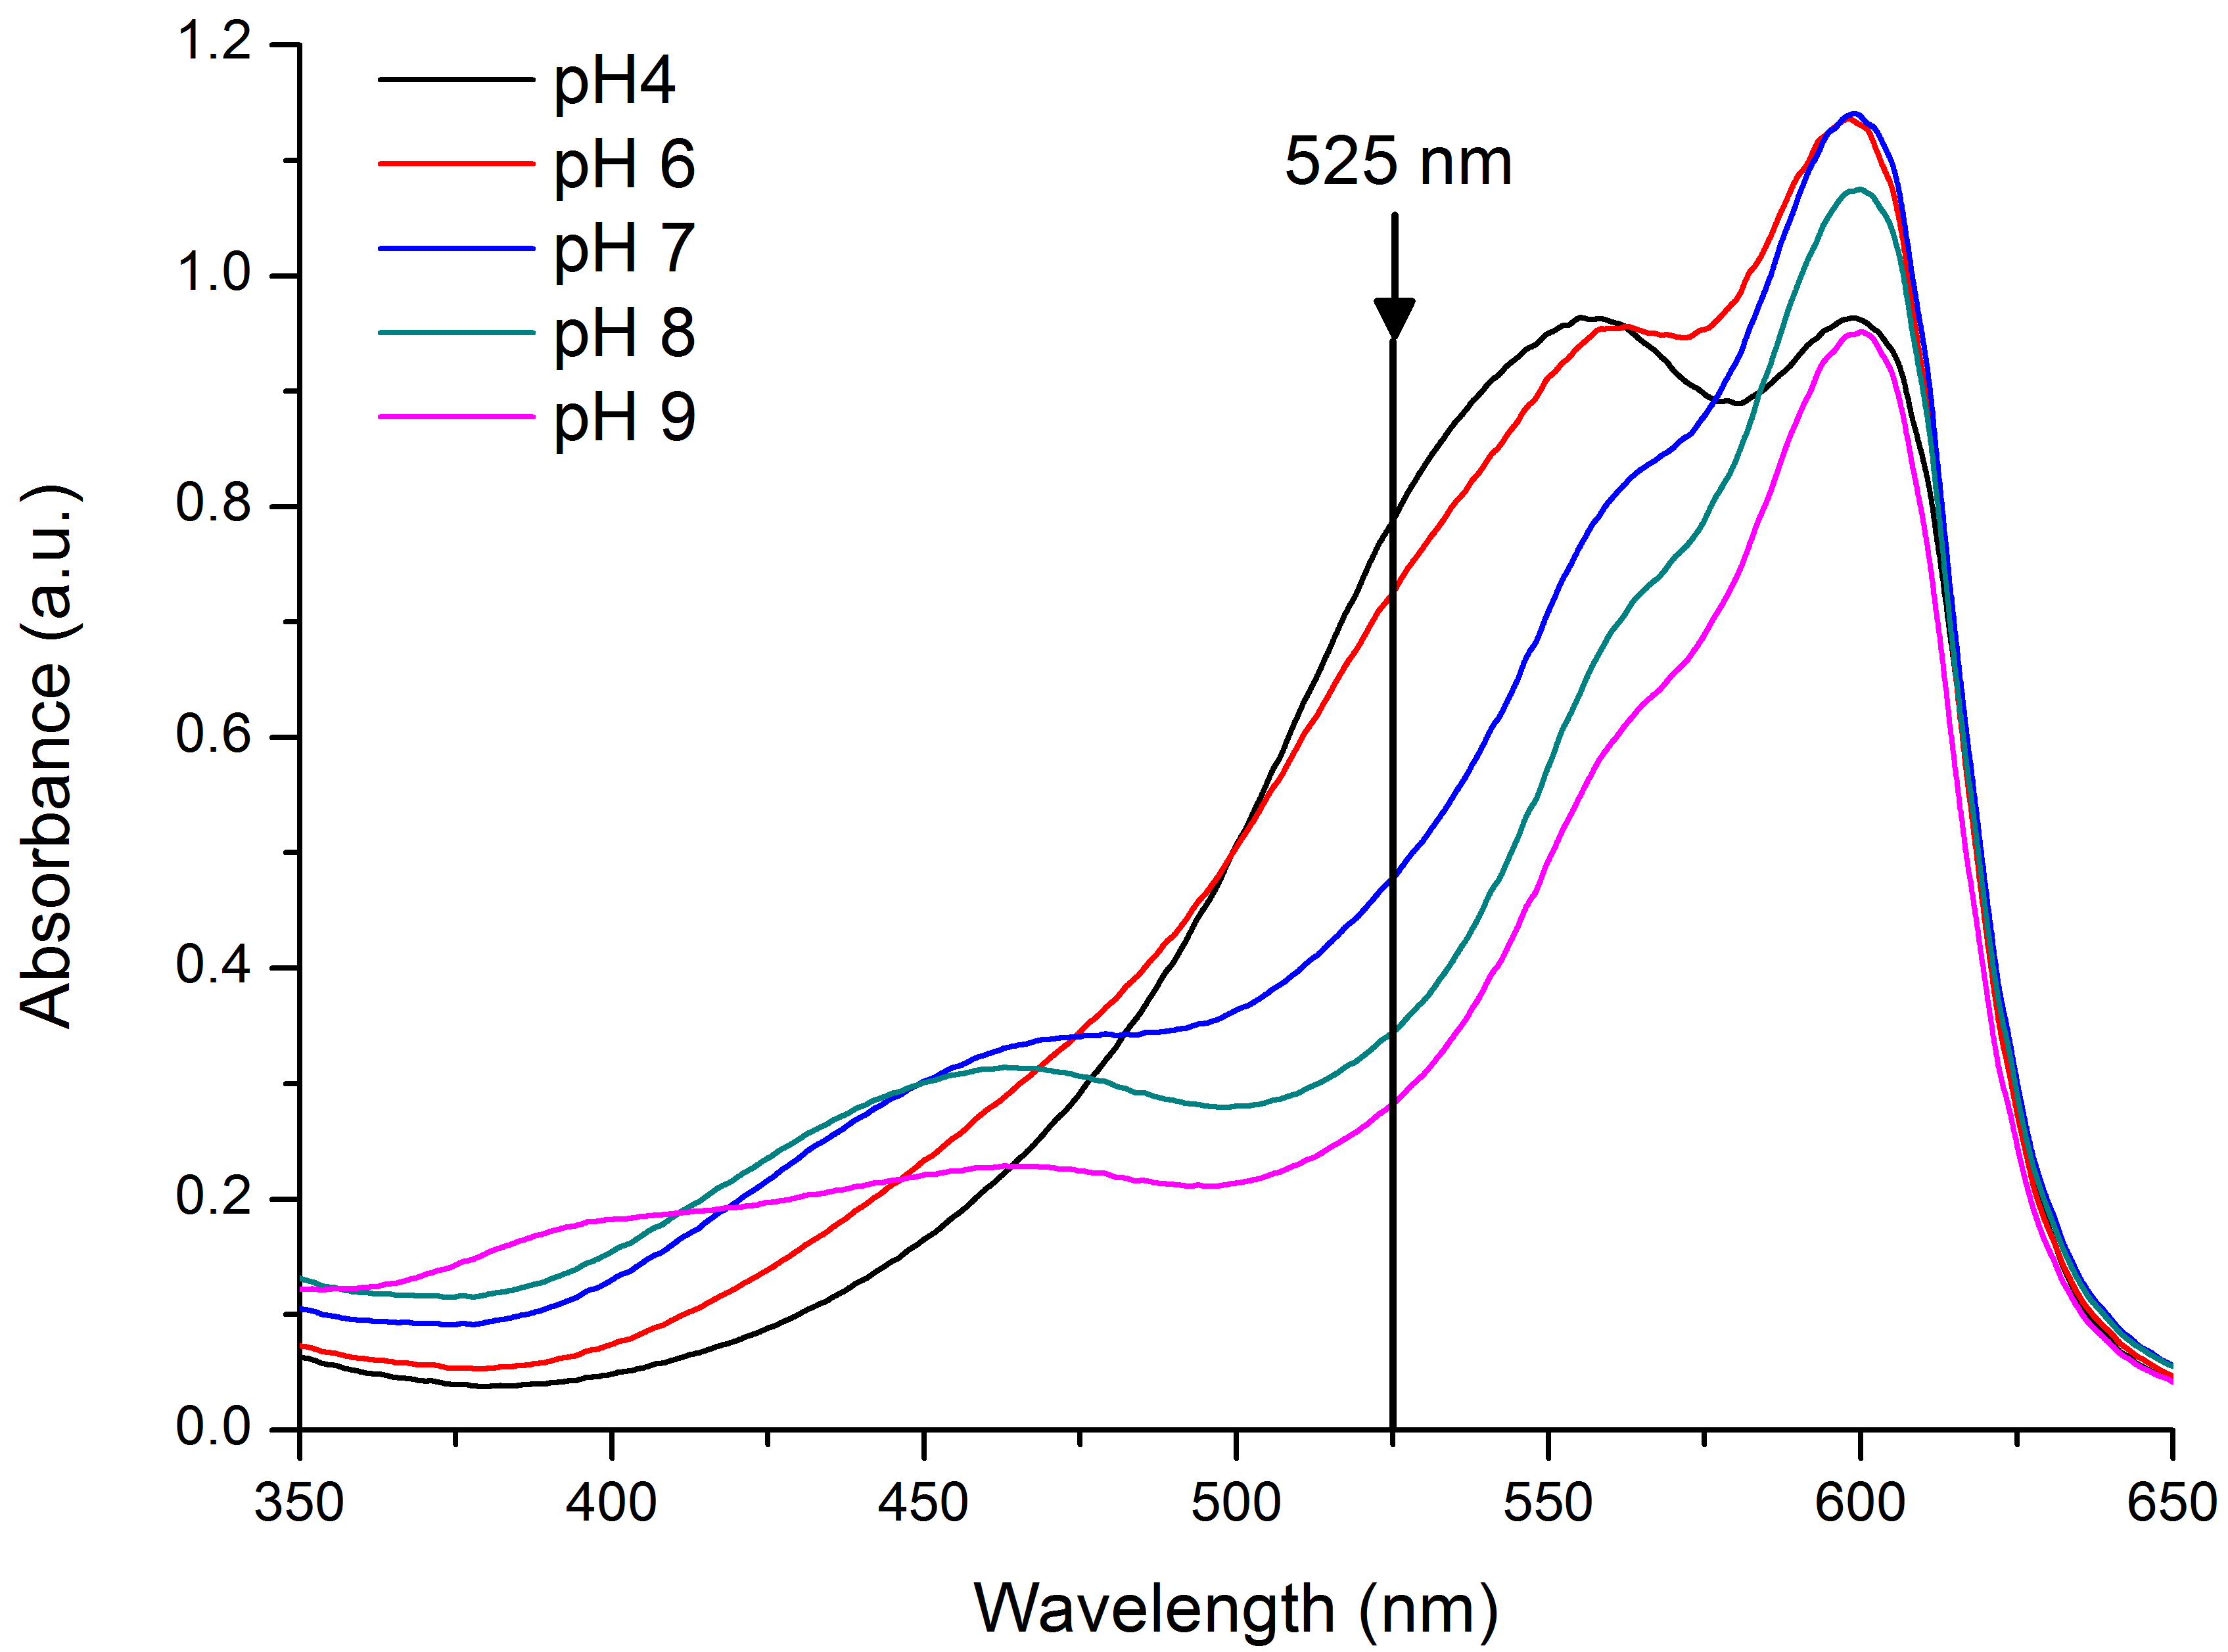 1.2
1.0
0.8
0.6
0.4
0.2
0.0
Absorbance (a.u.)
pH4
pH 6
pH 7
pH 8
pH 9
525 nm
350 400 450 500 550 600 650
Wavelength (nm)